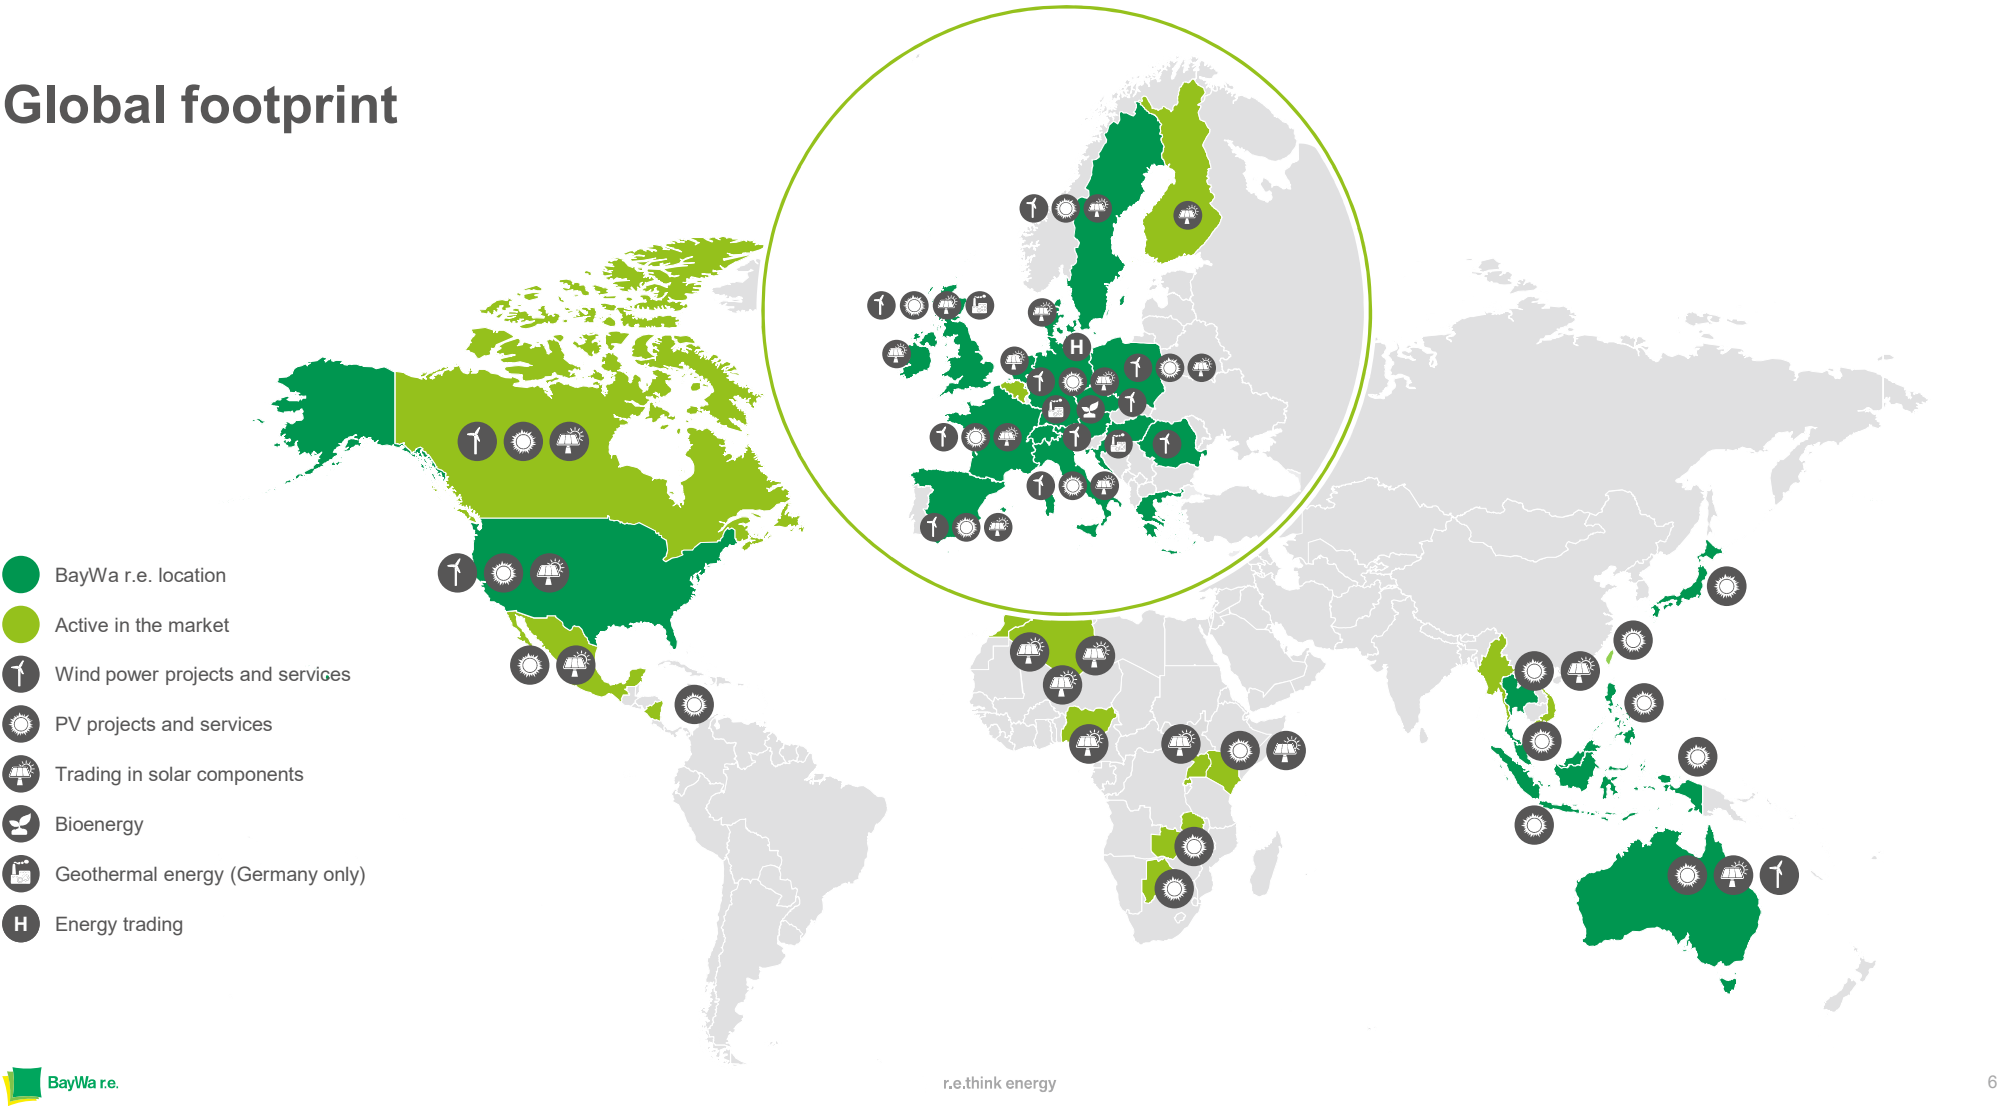 Global footprint
BayWa r.e. location
Active in the market
Wind power projects and services
PV projects and services
Trading in solar components
Bioenergy
Geothermal energy (Germany only)
H
Energy trading
H
BayWa r.e.
r.e.think energy
6